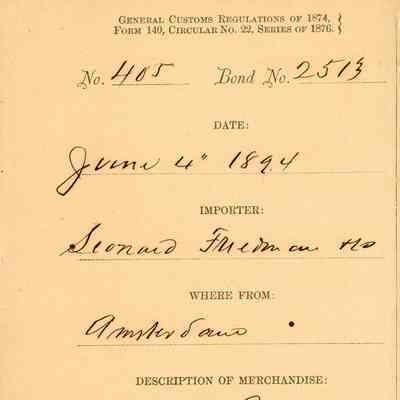 GENERAL CUSTOMS REGULATIONS OF 1874,
FORM 140, CIRCULAR NO. 22, SERIES OF 1876.
No. 405 Bond No. 2513
DATE:
June 4" 1894
IMPORTER:
Leonard Friedman &co
WHERE FROM:
Amsterdam
DESCRIPTION OF MERCHANDISE: